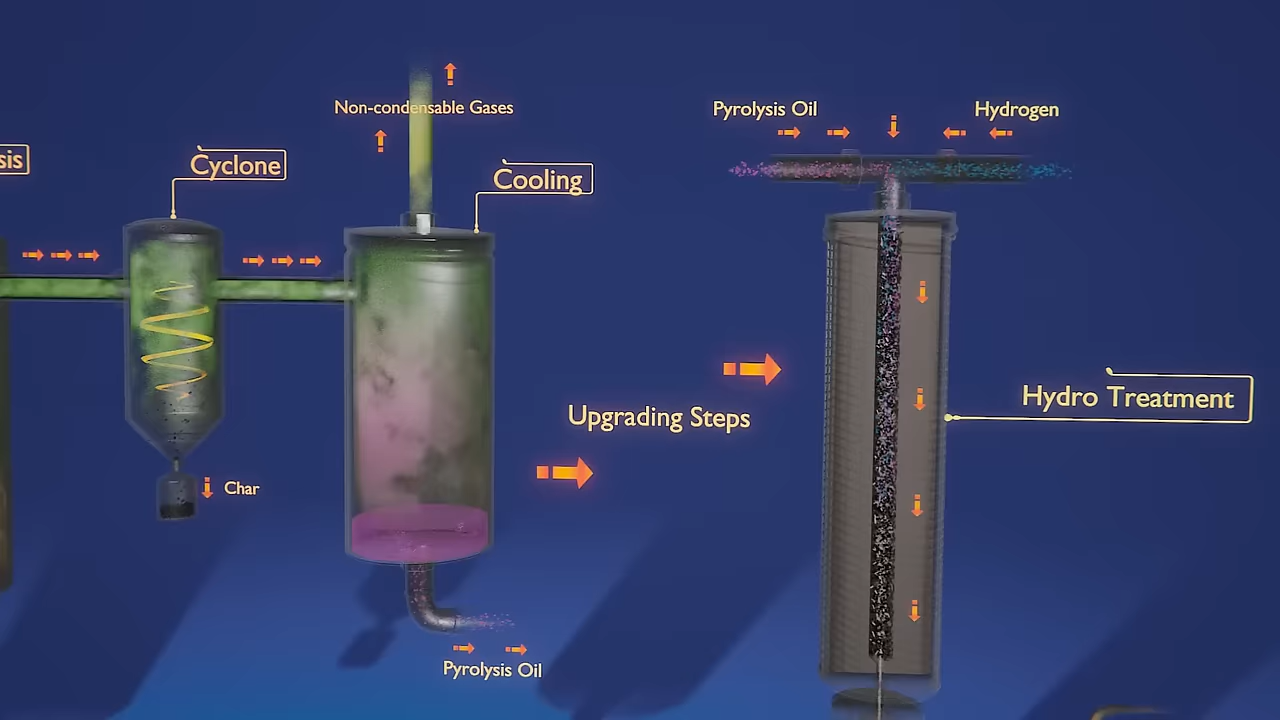 Non-condensable Gases
Pyrolysis Oil
Hydrogen
sis
Cyclone
Cooling
Hydro Treatment
Upgrading Steps
Char
Pyrolysis Oil